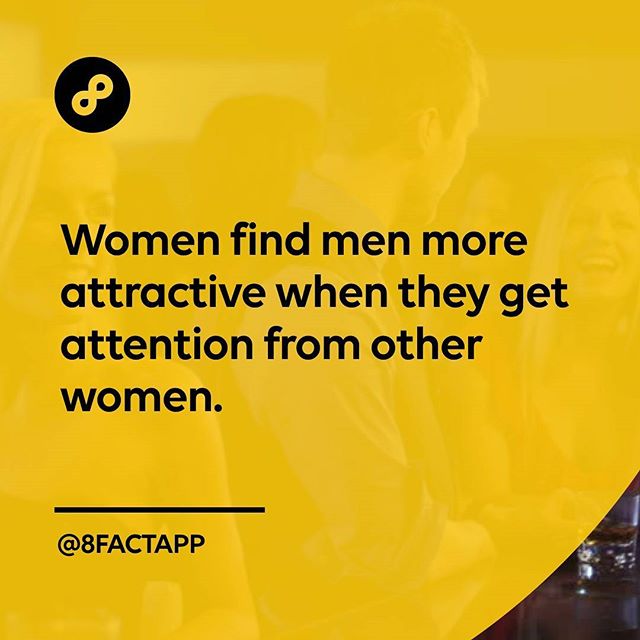 Women find men more
attractive when they get
attention from other
women.
@8FACTAPP